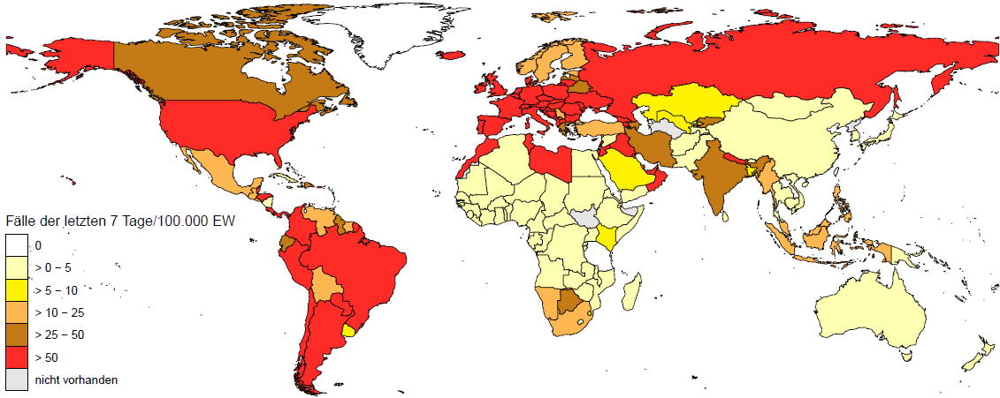 Fälle der letzten 7 Tage/100.000 EW
0
> 0 – 5
> 5 – 10
> 10 – 25
> 25 – 50
> 50
nicht vorhanden